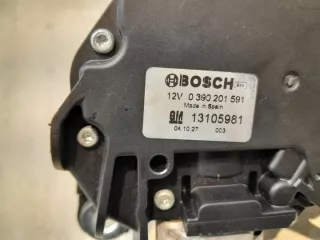 BOSCH
12V 0 390 201 591
Made in Spain
GM 13105981
04.10.27 003